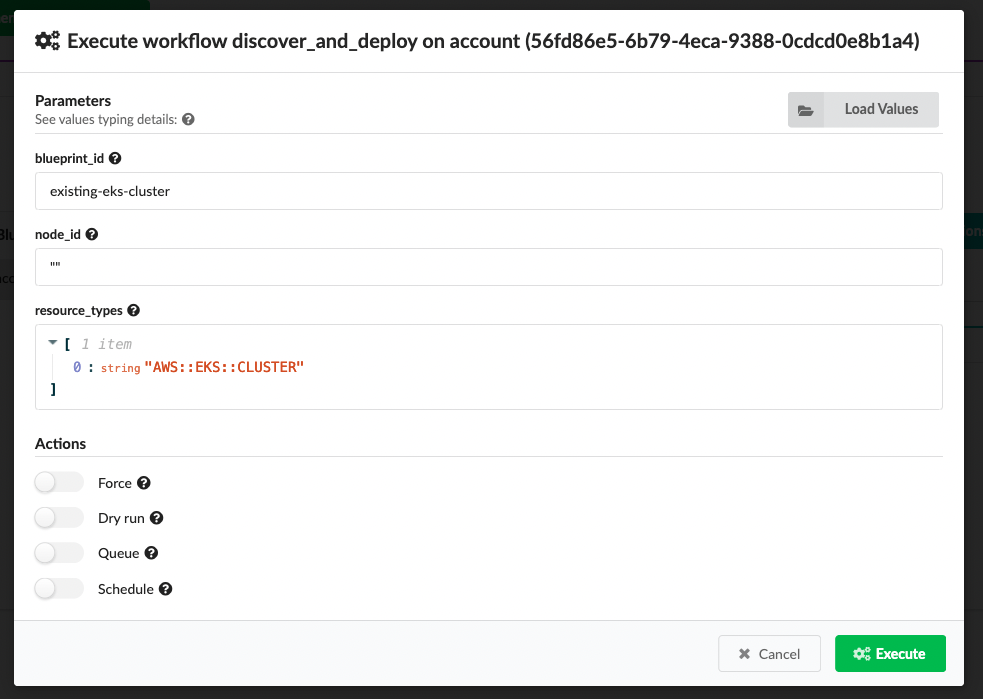 Execute workflow discover_and_deploy on account (56fd86e5-6b79-4eca-9388-0cdcd0e8b1a4)
Parameters
See values typing details:
Load Values
blueprint_id
existing-eks-cluster
node_id
""
resource_types
[ 1 item
0 : string "AWS::EKS::CLUSTER"
]
Actions
Force
Dry run
Queue
Schedule
Cancel
Execute